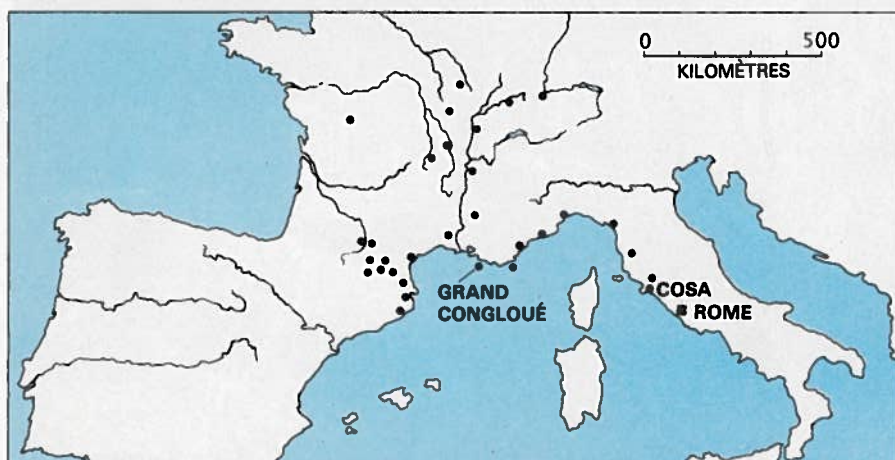 0 500
KILOMÈTRES
GRAND
CONGLOUÉ
COSA
ROME